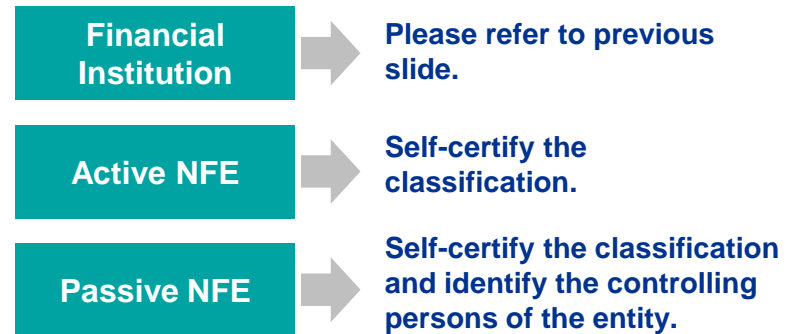 Financial
Institution
Please refer to previous
slide.
Active NFE
Self-certify the
classification.
Passive NFE
Self-certify the classification
and identify the controlling
persons of the entity.